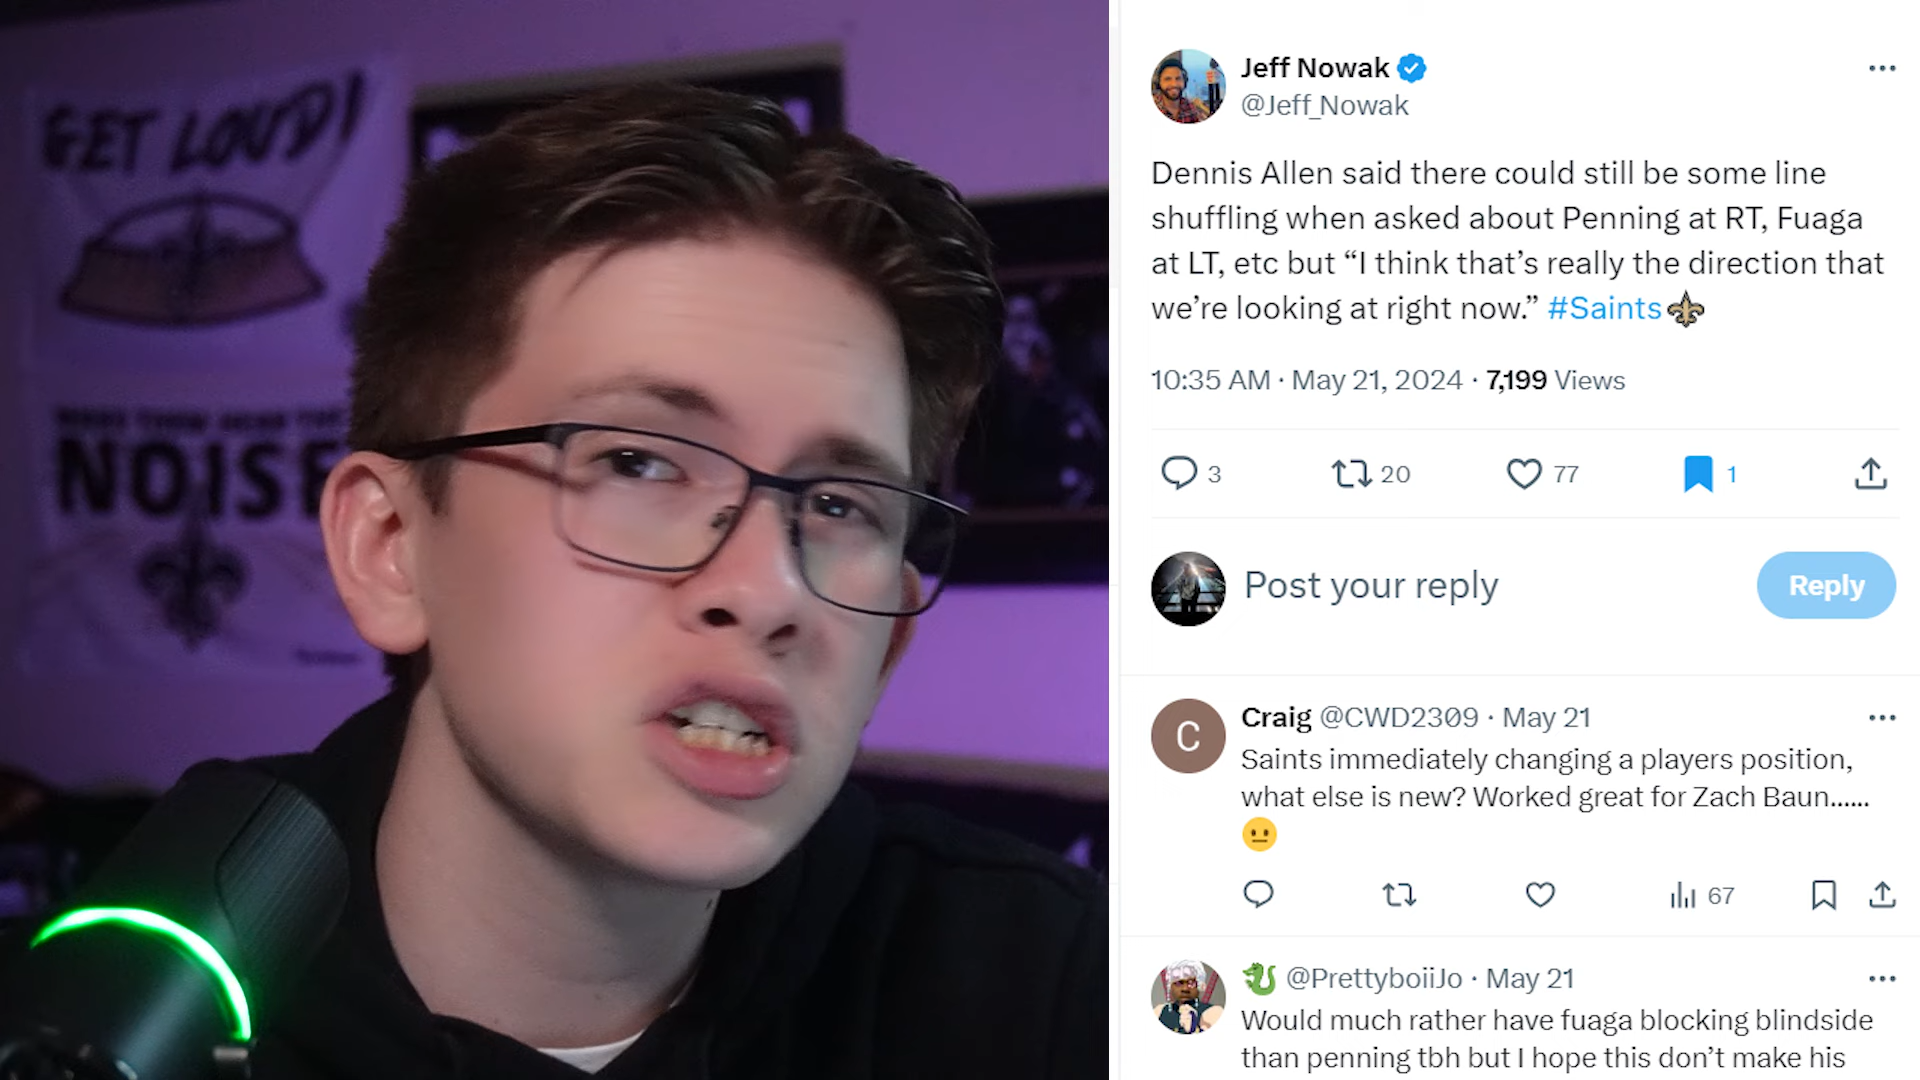 GET LOUD!
NOISE
Jeff Nowak
@Jeff_Nowak
Dennis Allen said there could still be some line
shuffling when asked about Penning at RT, Fuaga
at LT, etc but “I think that’s really the direction that
we’re looking at right now.” #Saints
10:35 AM · May 21, 2024 · 7,199 Views
3 20 77 1
Post your reply
Reply
C
Craig @CWD2309 · May 21
Saints immediately changing a players position,
what else is new? Worked great for Zach Baun......
67
@PrettyboiiJo · May 21
Would much rather have fuaga blocking blindside
than penning tbh but I hope this don’t make his